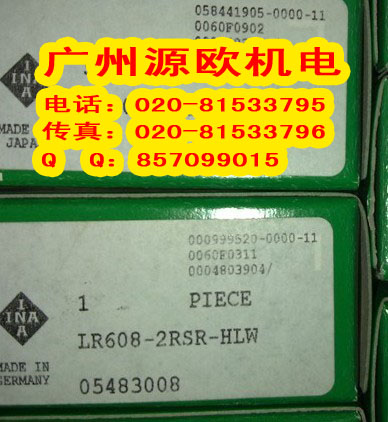 058441905-0000-11
0060F0902
广州源欧机电
电话：020-81533795
传真：020-81533796
Q Q：857099015
MADE IN
JAPAN
000999520-0000-11
0060F0311
0004803904/
I
INA
A
1 PIECE
LR608-2RSR-HLW
MADE IN
GERMANY
05483008